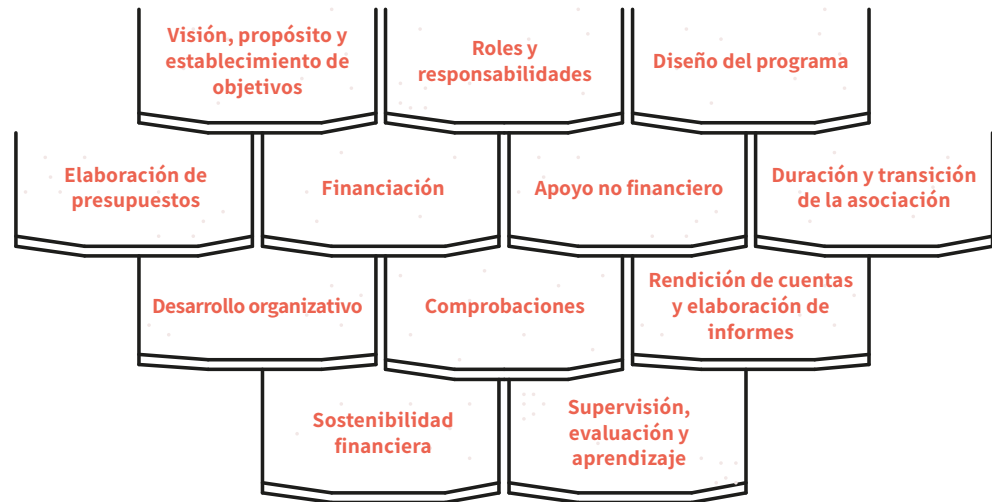 Visión, propósito y
establecimiento de
objetivos
Roles y
responsabilidades
Diseño del programa
Elaboración de
presupuestos
Financiación
Apoyo no financiero
Duración y transición
de la asociación
Desarrollo organizativo
Comprobaciones
Rendición de cuentas
y elaboración de
informes
Sostenibilidad
financiera
Supervisión,
evaluación y
aprendizaje